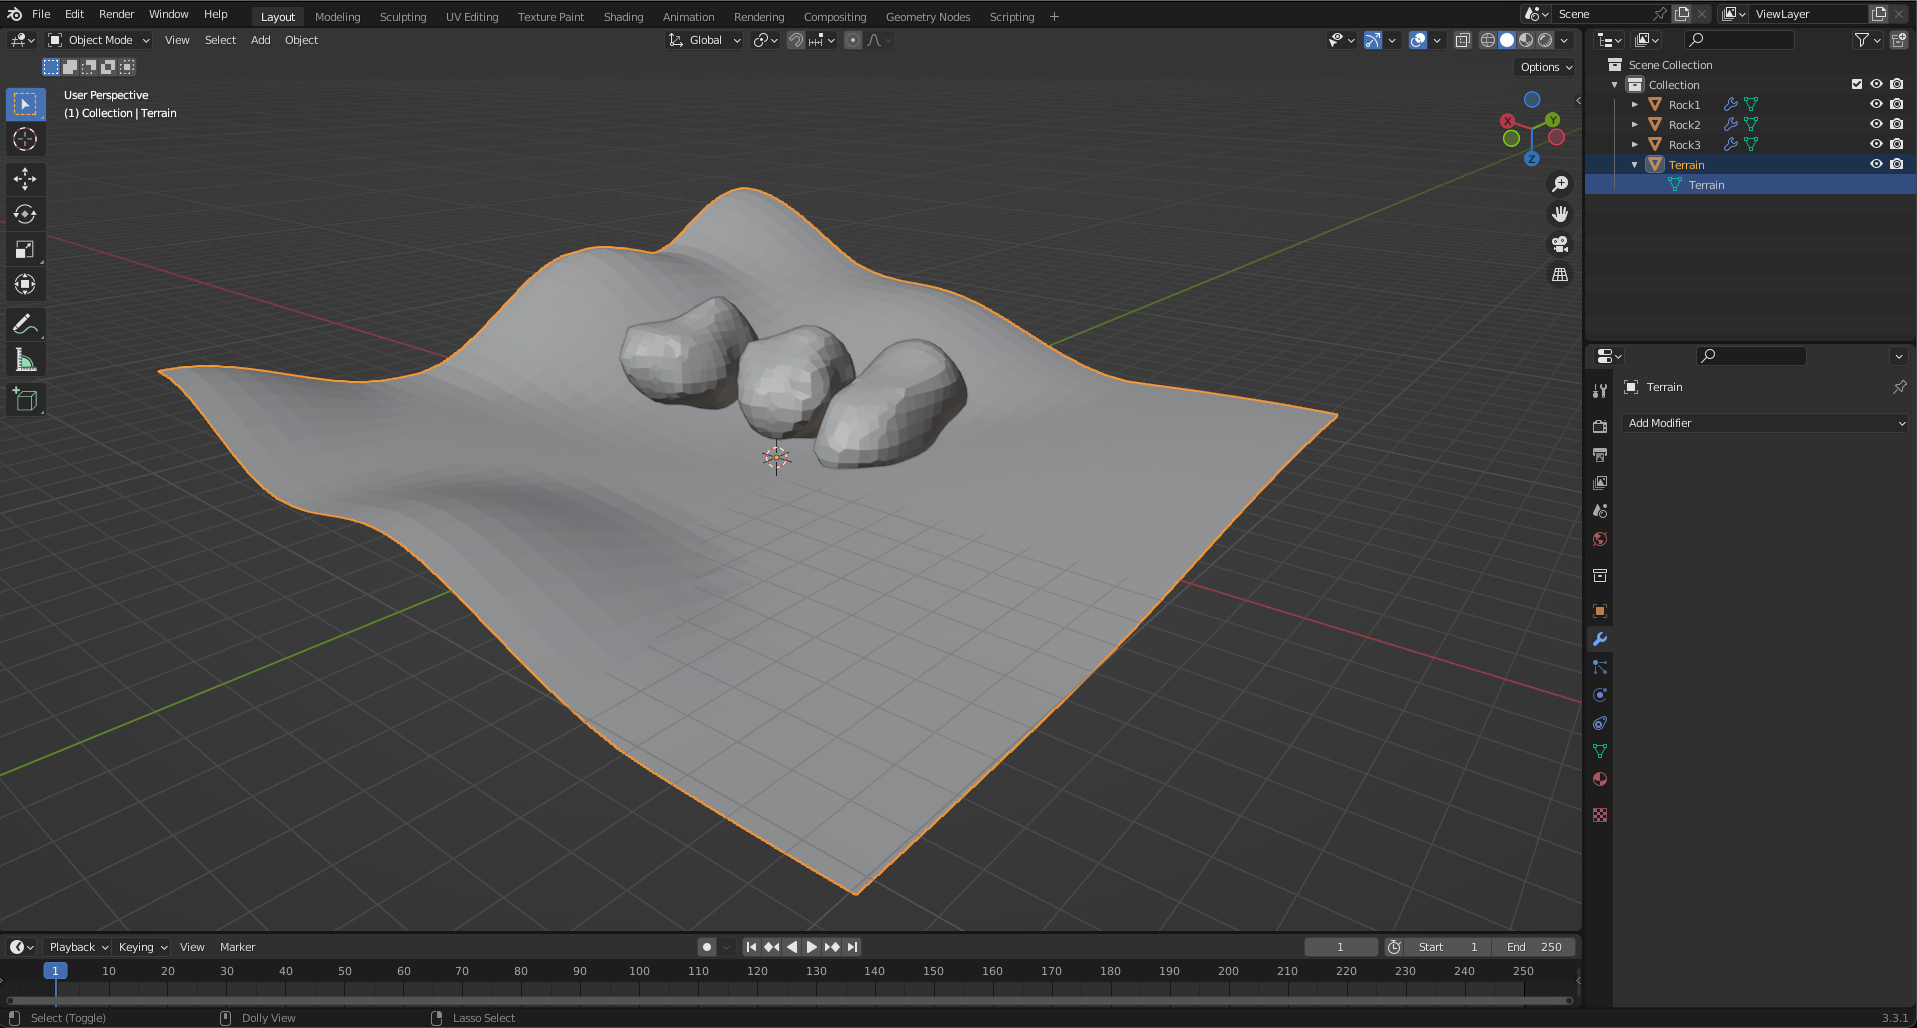 File Edit Render Window Help Layout Modeling Sculpting UV Editing Texture Paint Shading Animation Rendering Compositing Geometry Nodes Scripting + Scene ViewLayer
Object Mode View Select Add Object Global
Options
User Perspective
(1) Collection | Terrain
X Y Z
Scene Collection
Collection
Rock1
Rock2
Rock3
Terrain
Terrain
Terrain
Add Modifier
Playback Keying View Marker 1 Start 1 End 250
1 10 20 30 40 50 60 70 80 90 100 110 120 130 140 150 160 170 180 190 200 210 220 230 240 250
Select (Toggle) Dolly View Lasso Select 3.3.1